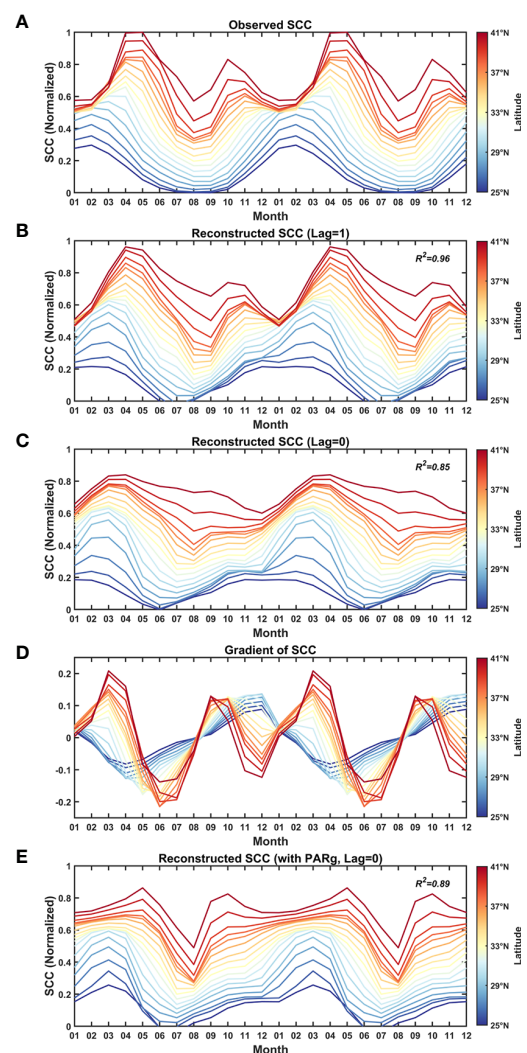 A
Observed SCC
SCC (Normalized)
1
0.8
0.6
0.4
0.2
0
01 02 03 04 05 06 07 08 09 10 11 12 01 02 03 04 05 06 07 08 09 10 11 12
Month
41°N
37°N
33°N
29°N
25°N
Latitude
B
Reconstructed SCC (Lag=1)
R²=0.96
SCC (Normalized)
1
0.8
0.6
0.4
0.2
0
01 02 03 04 05 06 07 08 09 10 11 12 01 02 03 04 05 06 07 08 09 10 11 12
Month
41°N
37°N
33°N
29°N
25°N
Latitude
C
Reconstructed SCC (Lag=0)
R²=0.85
SCC (Normalized)
1
0.8
0.6
0.4
0.2
0
01 02 03 04 05 06 07 08 09 10 11 12 01 02 03 04 05 06 07 08 09 10 11 12
Month
41°N
37°N
33°N
29°N
25°N
Latitude
D
Gradient of SCC
0.2
0.1
0
-0.1
-0.2
01 02 03 04 05 06 07 08 09 10 11 12 01 02 03 04 05 06 07 08 09 10 11 12
Month
41°N
37°N
33°N
29°N
25°N
Latitude
E
Reconstructed SCC (with PARg, Lag=0)
R²=0.89
SCC (Normalized)
1
0.8
0.6
0.4
0.2
0
01 02 03 04 05 06 07 08 09 10 11 12 01 02 03 04 05 06 07 08 09 10 11 12
Month
41°N
37°N
33°N
29°N
25°N
Latitude